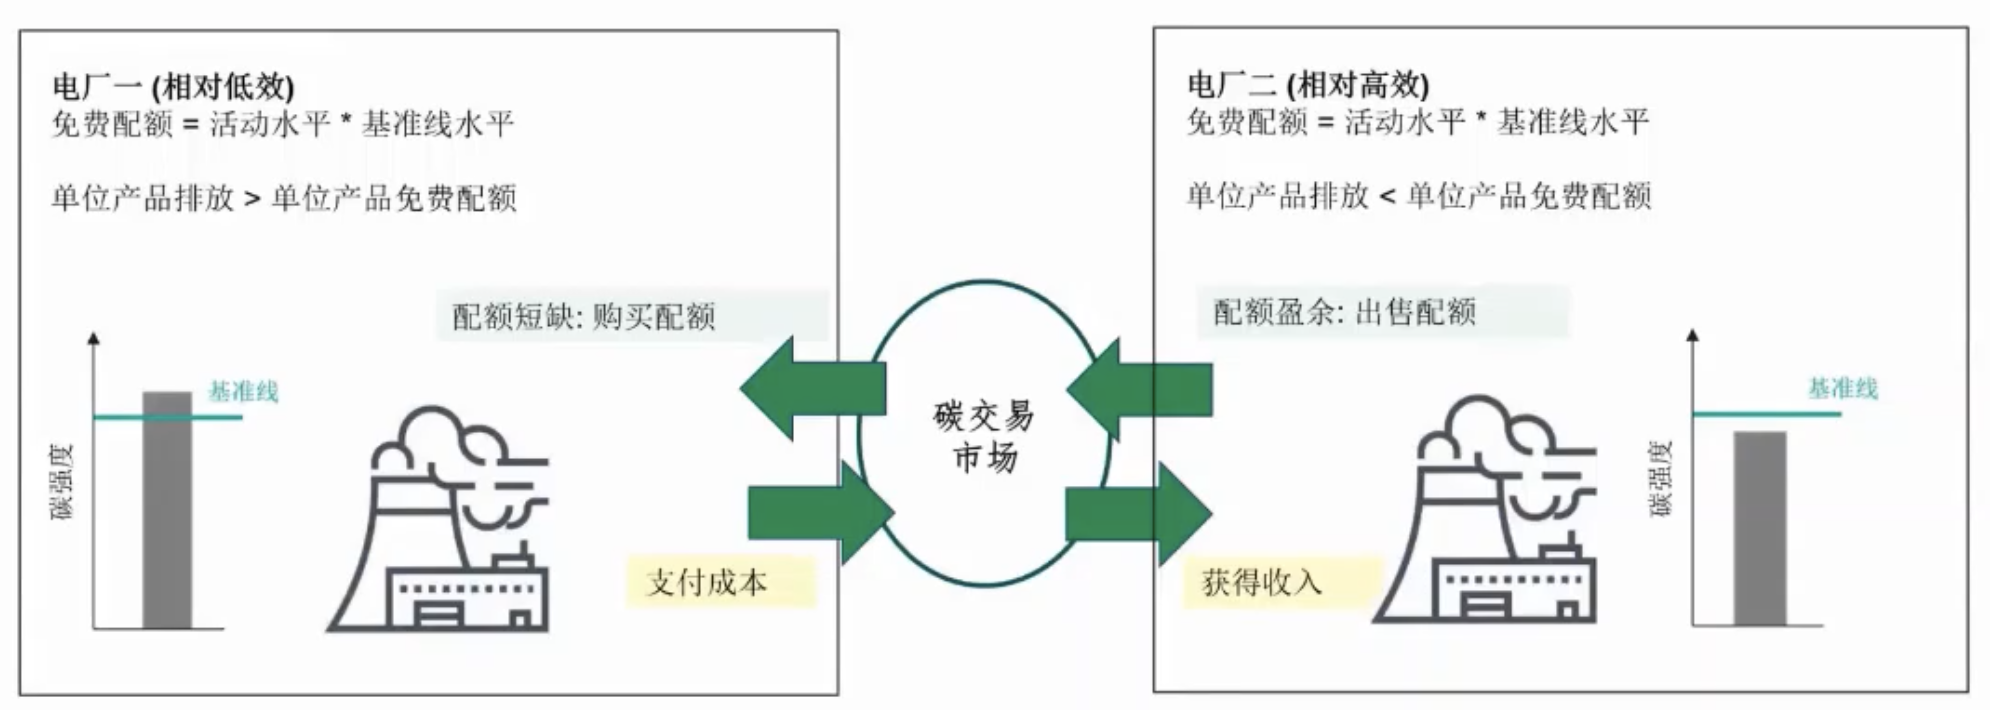 电厂一 (相对低效)
免费配额 = 活动水平 * 基准线水平
单位产品排放 > 单位产品免费配额
配额短缺: 购买配额
基准线
碳强度
支付成本
碳交易
市场
电厂二 (相对高效)
免费配额 = 活动水平 * 基准线水平
单位产品排放 < 单位产品免费配额
配额盈余: 出售配额
基准线
碳强度
获得收入